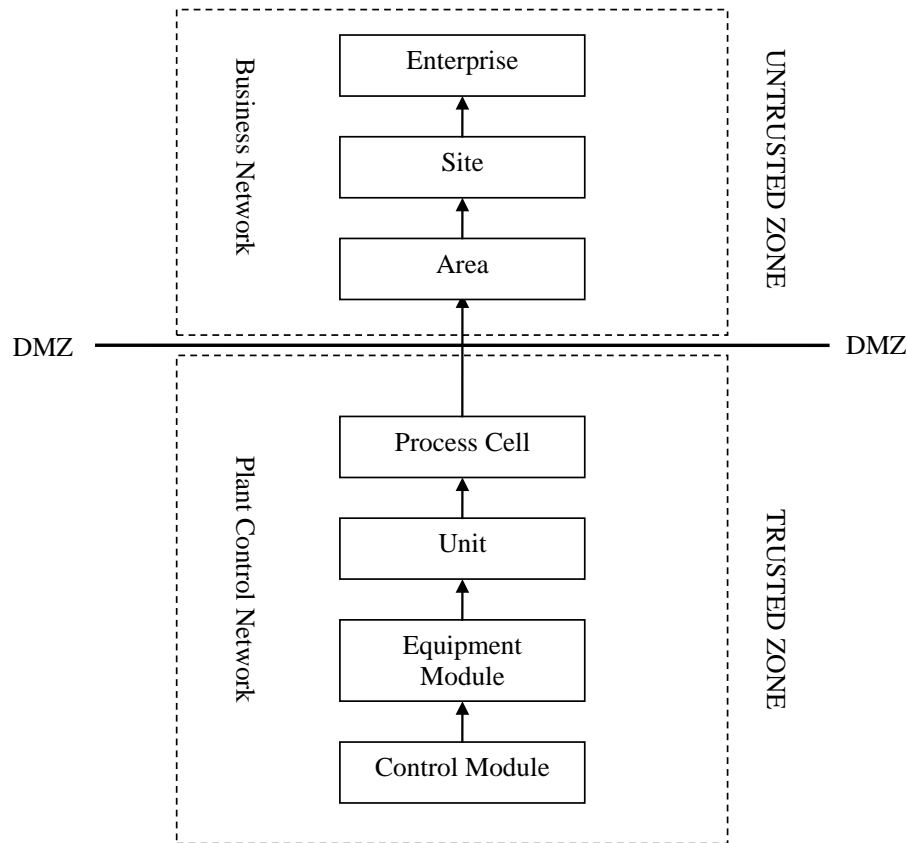 Enterprise
Business Network
UNTRUSTED ZONE
Site
Area
DMZ
DMZ
Process Cell
Plant Control Network
TRUSTED ZONE
Unit
Equipment
Module
Control Module